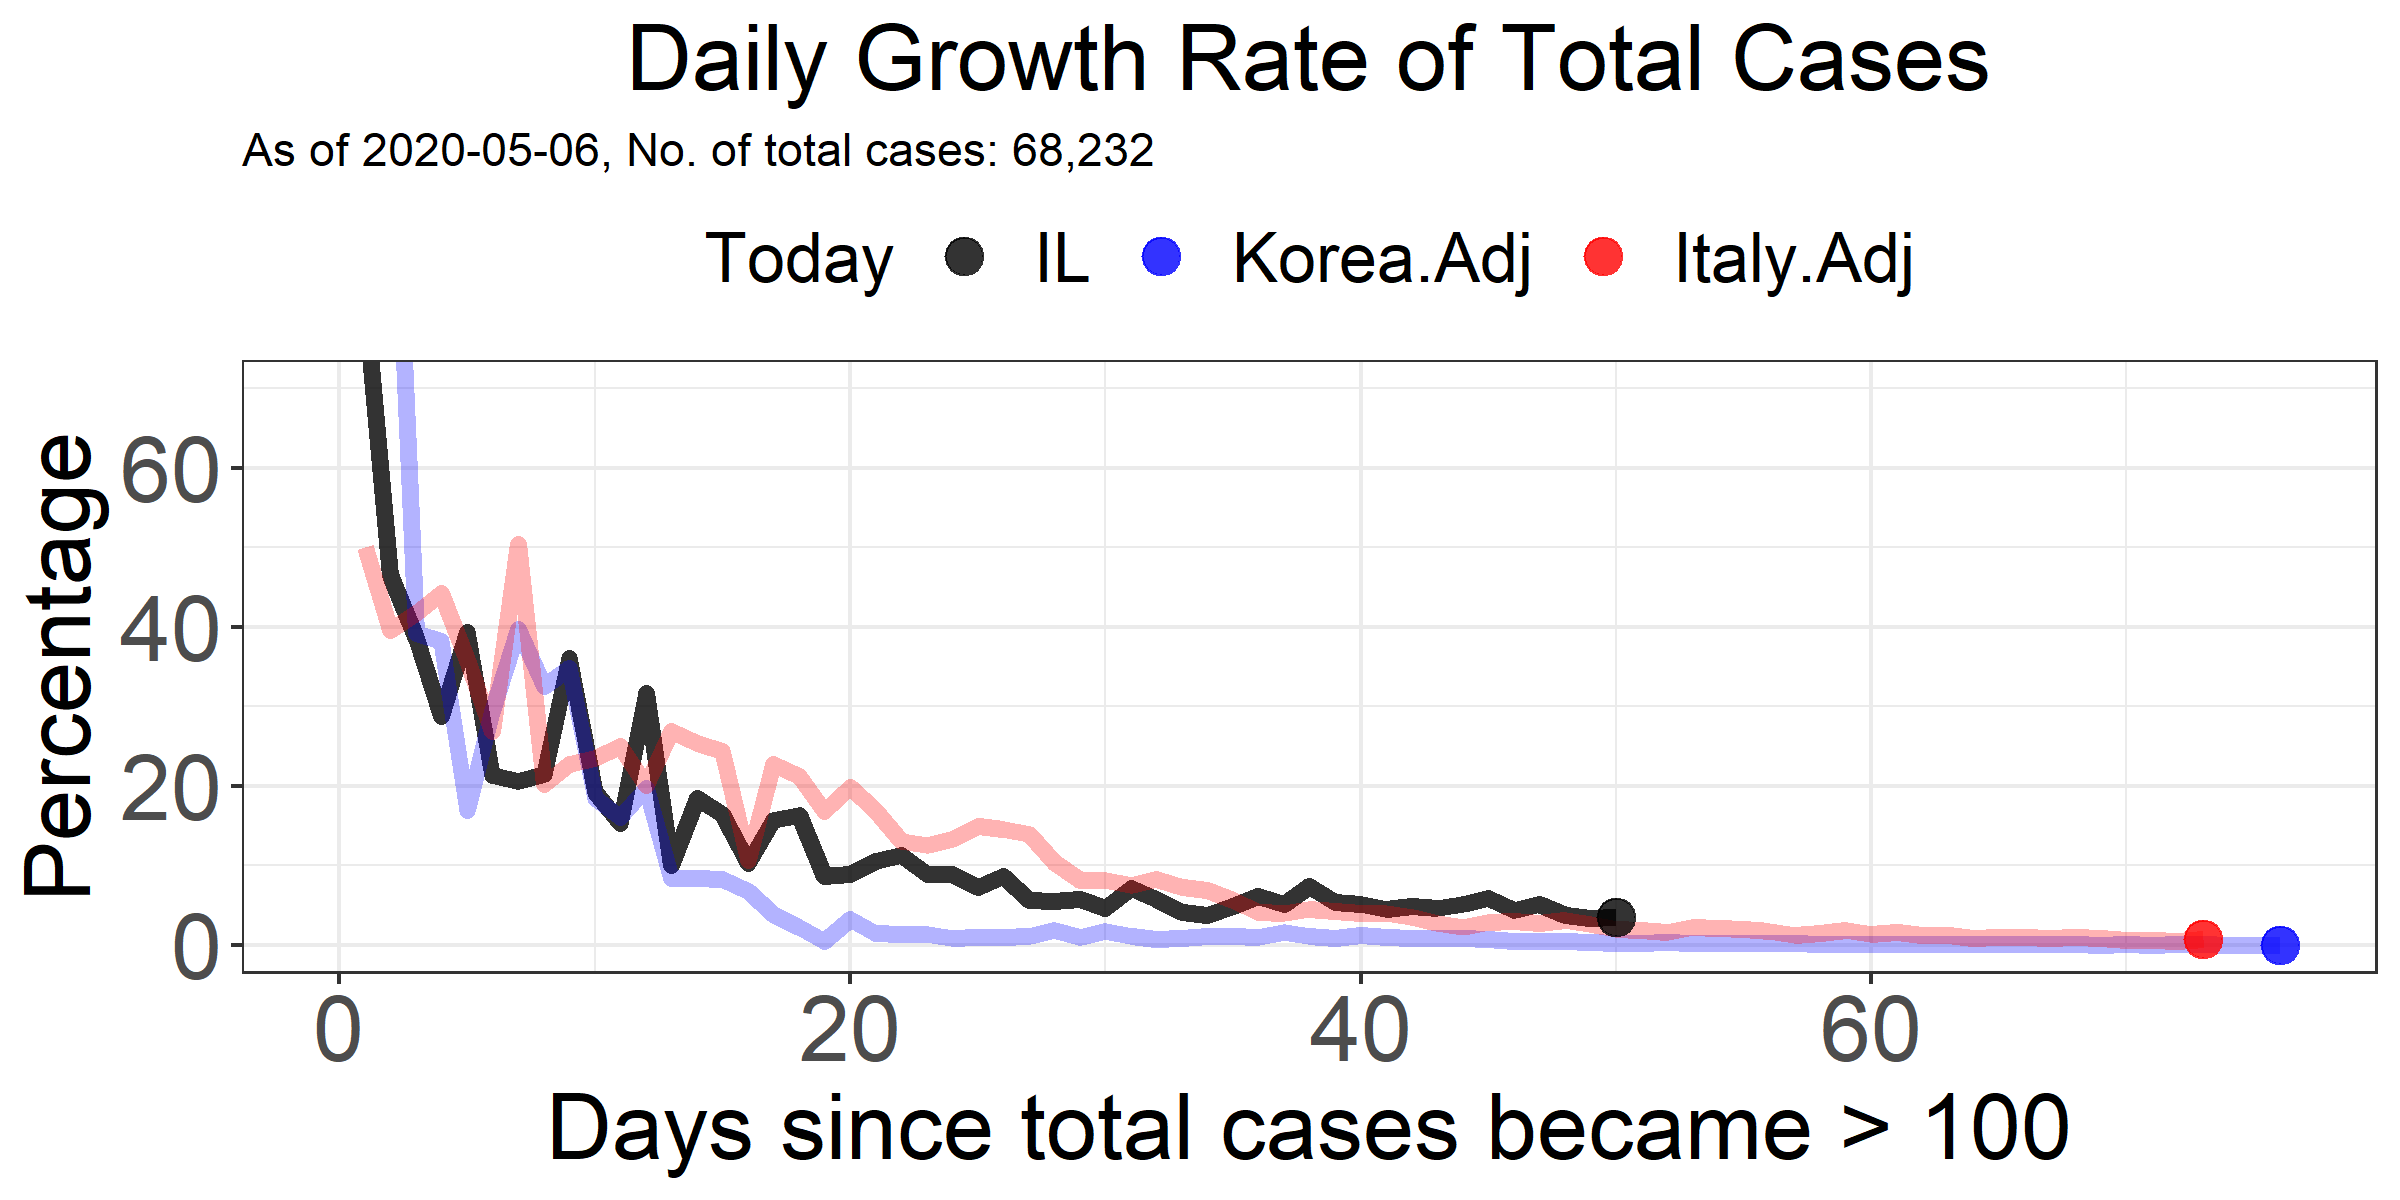 Daily Growth Rate of Total Cases
As of 2020-05-06, No. of total cases: 68,232
Today IL Korea.Adj Italy.Adj
Percentage
60
40
20
0
0 20 40 60
Days since total cases became > 100